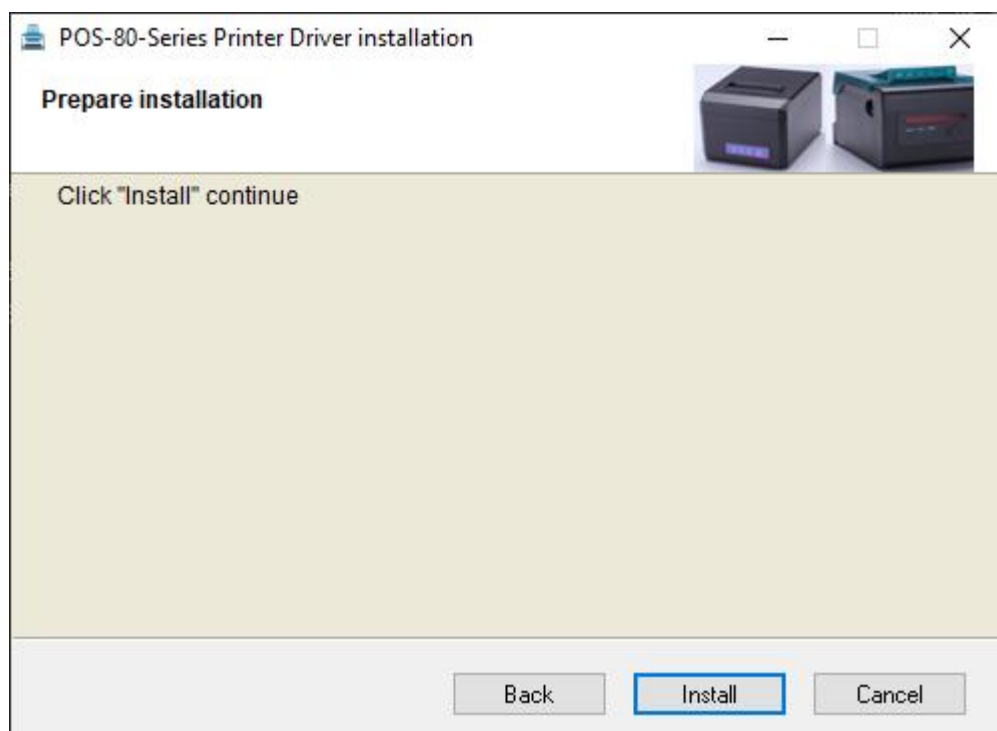 POS-80-Series Printer Driver installation
Prepare installation
Click "Install" continue
Back
Install
Cancel